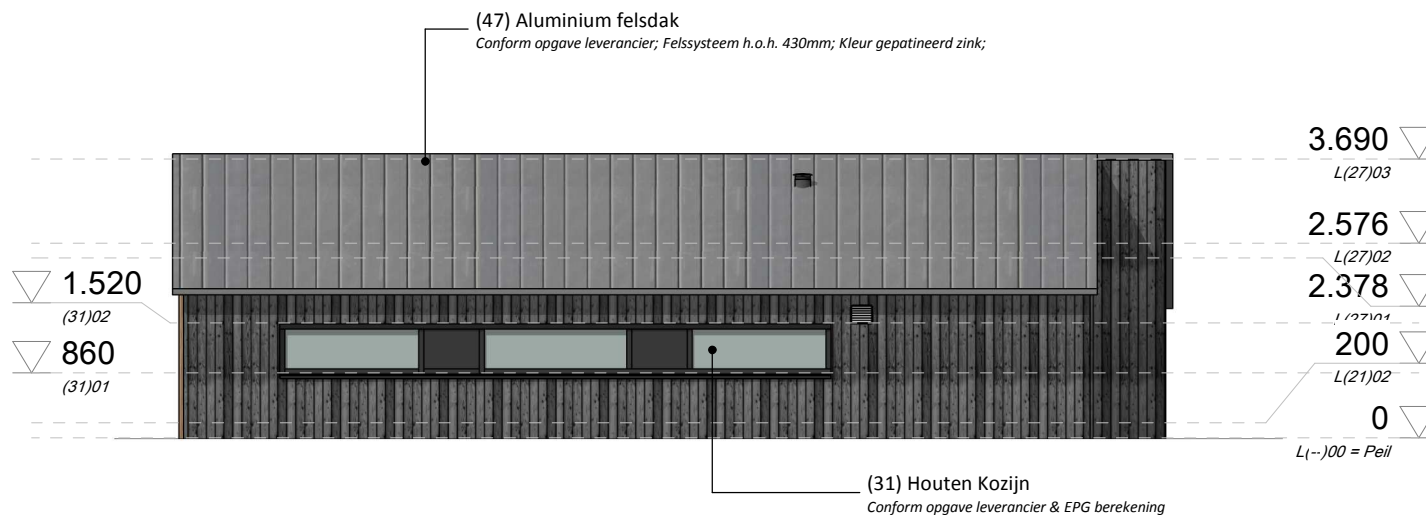 (47) Aluminium felsdak
Conform opgave leverancier; Felssysteem h.o.h. 430mm; Kleur gepatineerd zink;
3.690
L(27)03
2.576
L(27)02
1.520
(31)02
2.378
L(27)01
860
(31)01
200
L(21)02
0
L(--)00 = Peil
(31) Houten Kozijn
Conform opgave leverancier & EPG berekening